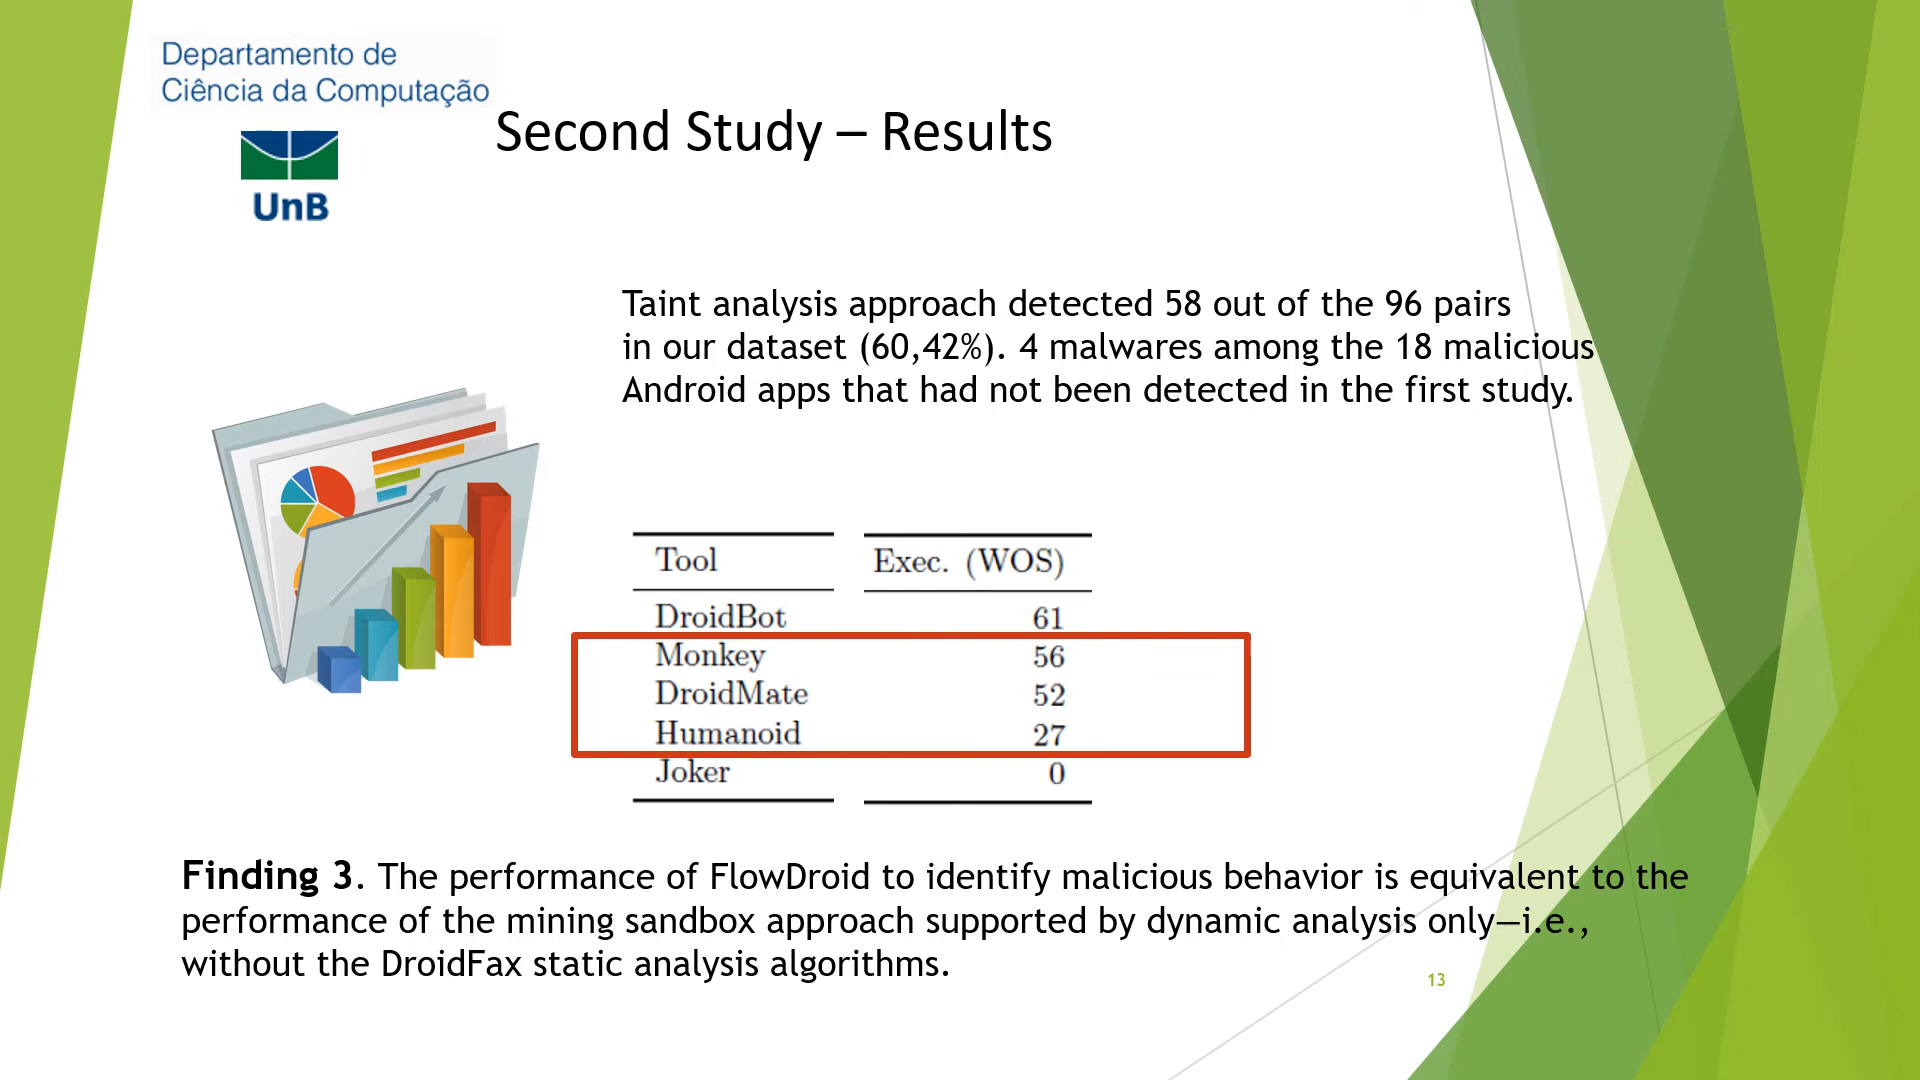 Departamento de
Ciência da Computação
UnB
Second Study – Results
Taint analysis approach detected 58 out of the 96 pairs
in our dataset (60,42%). 4 malwares among the 18 malicious
Android apps that had not been detected in the first study.
Tool Exec. (WOS)
DroidBot 61
Monkey 56
DroidMate 52
Humanoid 27
Joker 0
Finding 3. The performance of FlowDroid to identify malicious behavior is equivalent to the
performance of the mining sandbox approach supported by dynamic analysis only—i.e.,
without the DroidFax static analysis algorithms.
13